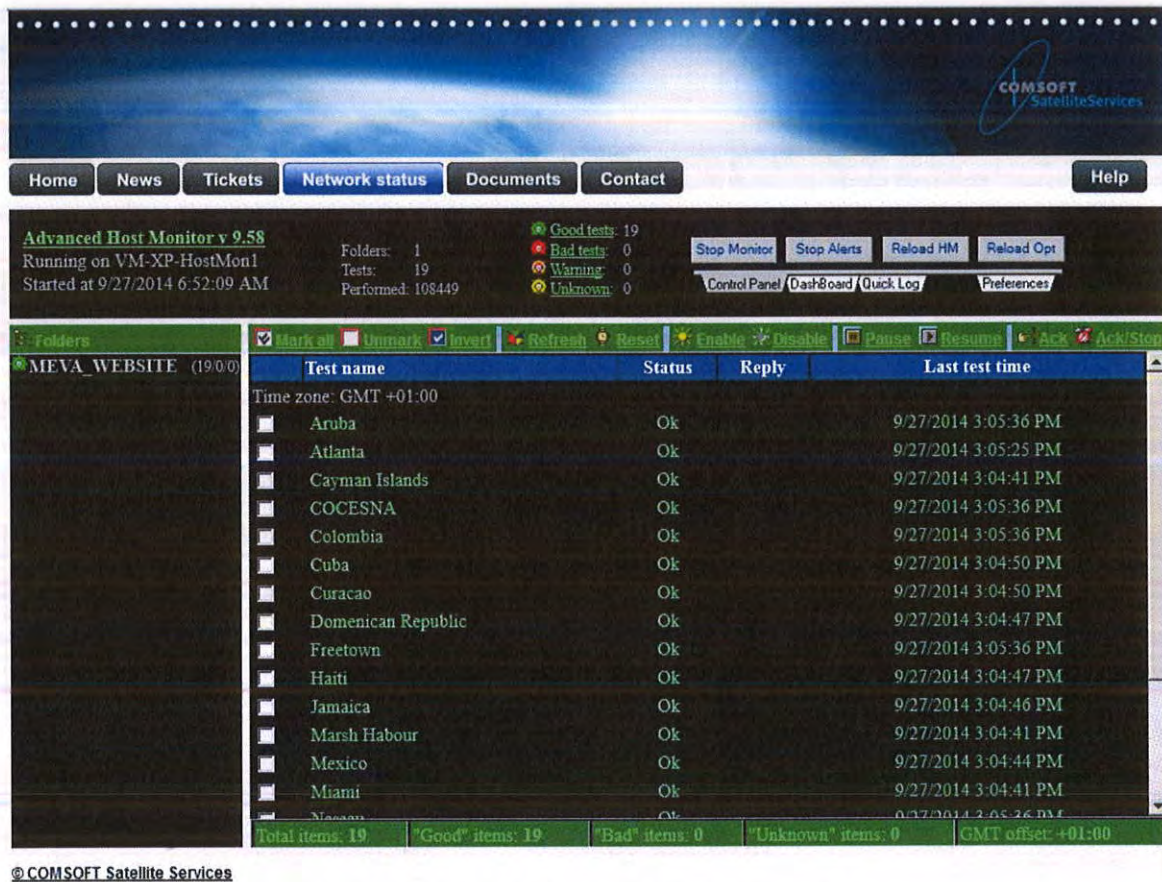 COMSOFT
SatelliteServices
Home News Tickets Network status Documents Contact Help
Advanced Host Monitor v 9.58
Running on VM-XP-HostMon1
Started at 9/27/2014 6:52:09 AM
Folders: 1
Tests: 19
Performed: 108449
Good tests: 19
Bad tests: 0
Warning: 0
Unknown: 0
Stop Monitor Stop Alerts Reload HM Reload Opt
Control Panel DashBoard Quick Log Preferences
Folders
MEVA_WEBSITE (19/0/0)
Mark all Unmark Invert Refresh Reset Enable Disable Pause Resume Ack Ack/Stop
Test name Status Reply Last test time
Time zone: GMT +01:00
Aruba Ok 9/27/2014 3:05:36 PM
Atlanta Ok 9/27/2014 3:05:25 PM
Cayman Islands Ok 9/27/2014 3:04:41 PM
COCESNA Ok 9/27/2014 3:05:36 PM
Colombia Ok 9/27/2014 3:05:36 PM
Cuba Ok 9/27/2014 3:04:50 PM
Curacao Ok 9/27/2014 3:04:50 PM
Domenican Republic Ok 9/27/2014 3:04:47 PM
Freetown Ok 9/27/2014 3:05:36 PM
Haiti Ok 9/27/2014 3:04:47 PM
Jamaica Ok 9/27/2014 3:04:46 PM
Marsh Habour Ok 9/27/2014 3:04:41 PM
Mexico Ok 9/27/2014 3:04:44 PM
Miami Ok 9/27/2014 3:04:41 PM
Nassau Ok 9/27/2014 3:05:36 PM
Total items: 19 "Good" items: 19 "Bad" items: 0 "Unknown" items: 0 GMT offset: +01:00
© COMSOFT Satellite Services